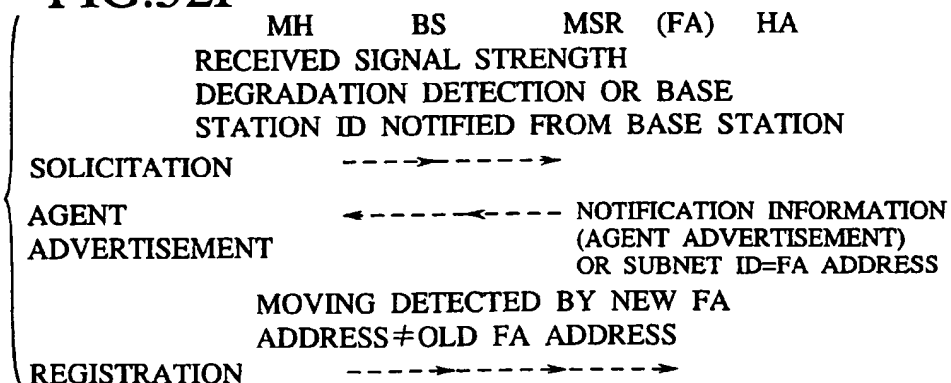 MH BS MSR (FA) HA
RECEIVED SIGNAL STRENGTH
DEGRADATION DETECTION OR BASE
STATION ID NOTIFIED FROM BASE STATION
SOLICITATION
AGENT
ADVERTISEMENT
NOTIFICATION INFORMATION
(AGENT ADVERTISEMENT)
OR SUBNET ID=FA ADDRESS
MOVING DETECTED BY NEW FA
ADDRESS≠OLD FA ADDRESS
REGISTRATION